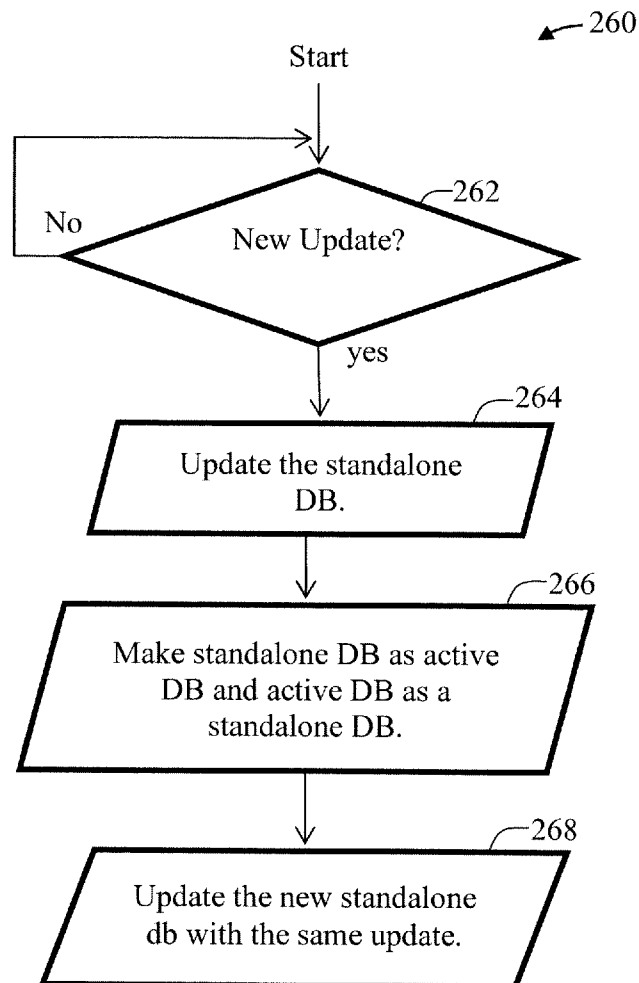 260
Start
262
No
New Update?
yes
264
Update the standalone
DB.
266
Make standalone DB as active
DB and active DB as a
standalone DB.
268
Update the new standalone
db with the same update.